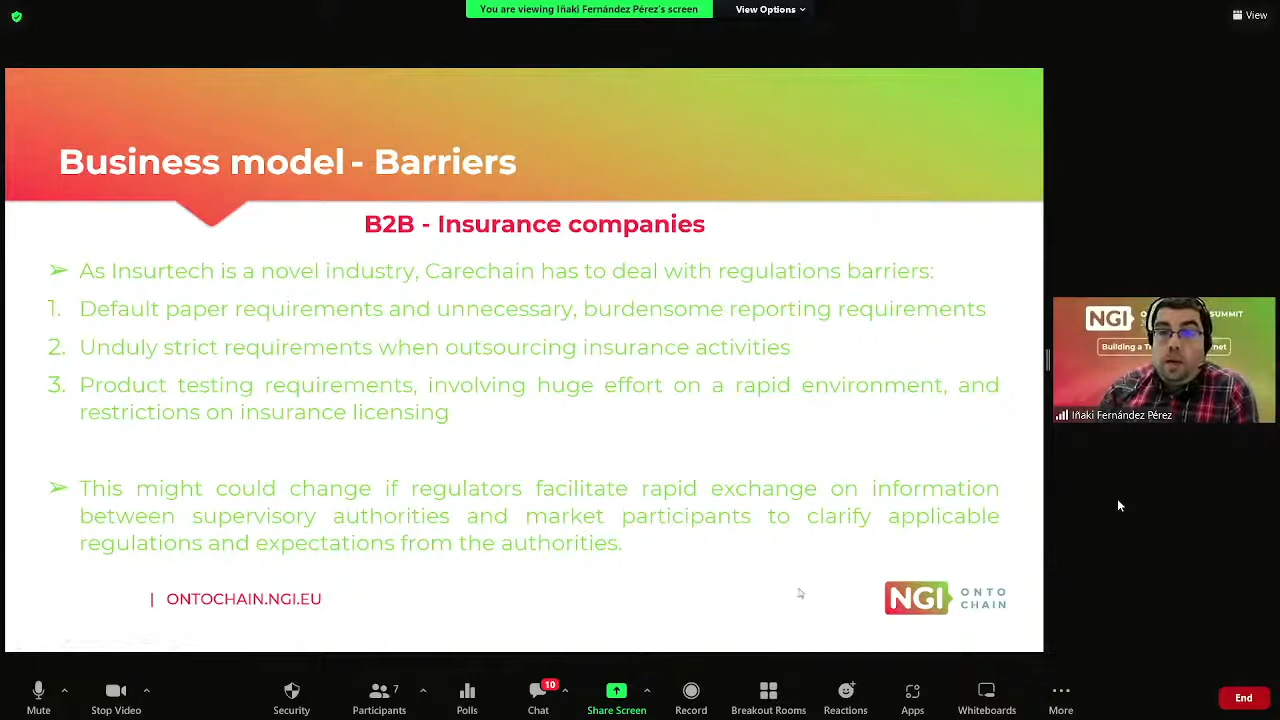 You are viewing Iñaki Fernández Pérez's screen
View Options
View
Business model - Barriers
B2B - Insurance companies
➢ As Insurtech is a novel industry, Carechain has to deal with regulations barriers:
1. Default paper requirements and unnecessary, burdensome reporting requirements
2. Unduly strict requirements when outsourcing insurance activities
3. Product testing requirements, involving huge effort on a rapid environment, and
restrictions on insurance licensing
➢ This might could change if regulators facilitate rapid exchange on information
between supervisory authorities and market participants to clarify applicable
regulations and expectations from the authorities.
| ONTOCHAIN.NGI.EU
NGI
ONTO
CHAIN
NGI
SUMMIT
Building a
Iñaki Fernández Pérez
Mute
Stop Video
Security
7
Participants
Polls
10
Chat
Share Screen
Record
Breakout Rooms
Reactions
Apps
Whiteboards
More
End